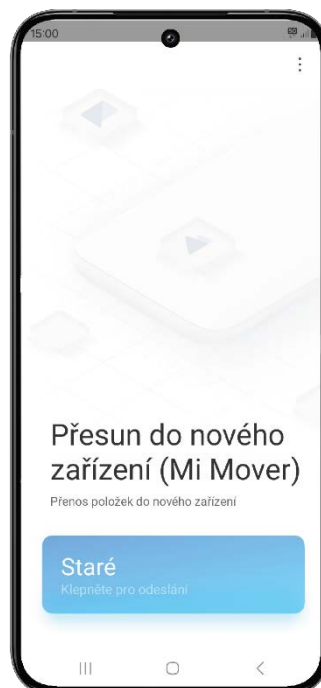 15:00
Přesun do nového
zařízení (Mi Mover)
Přenos položek do nového zařízení
Staré
Klepněte pro odeslání